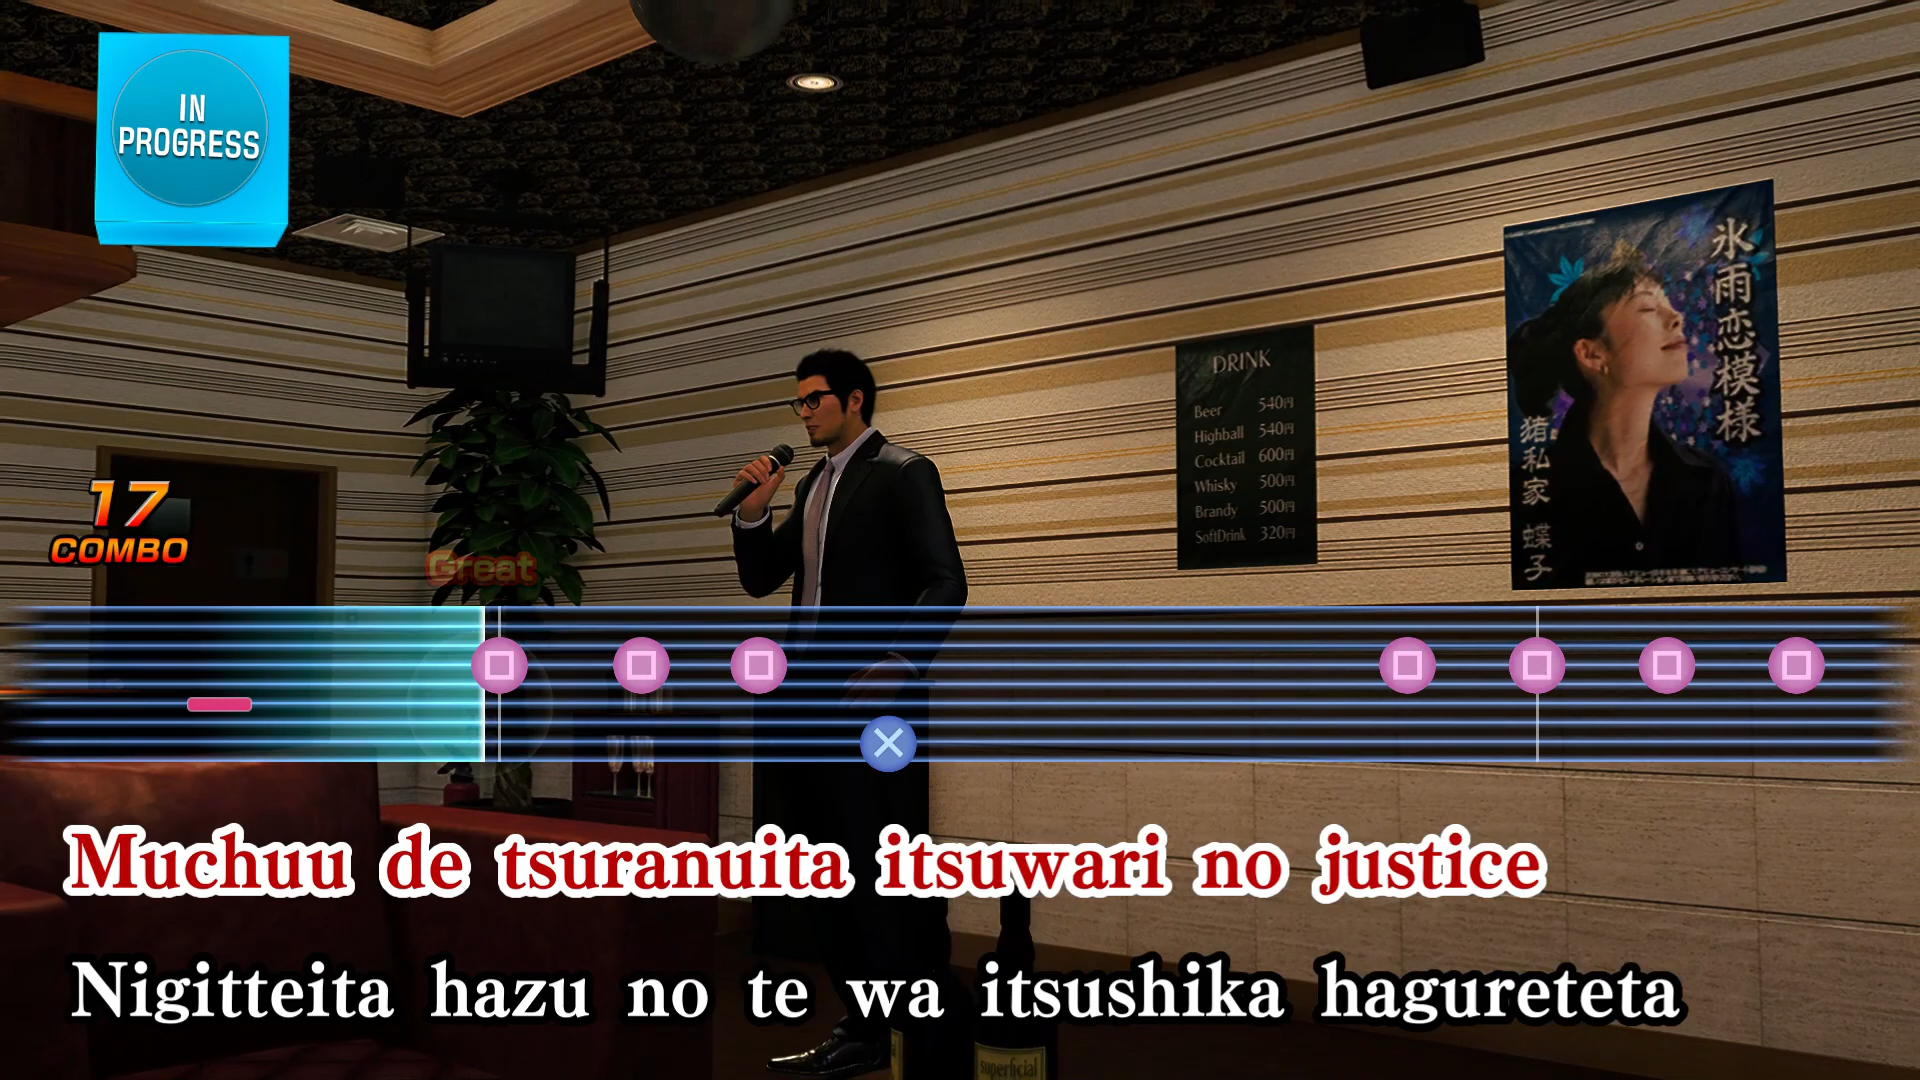 IN
PROGRESS
氷雨恋模様
猪私家 蝶子
DRINK
Beer 540円
Highball 540円
Cocktail 600円
Whisky 500円
Brandy 500円
SoftDrink 320円
17
COMBO
Great
Muchuu de tsuranuita itsuwari no justice
Nigitteita hazu no te wa itsushika hagureteta
superficial